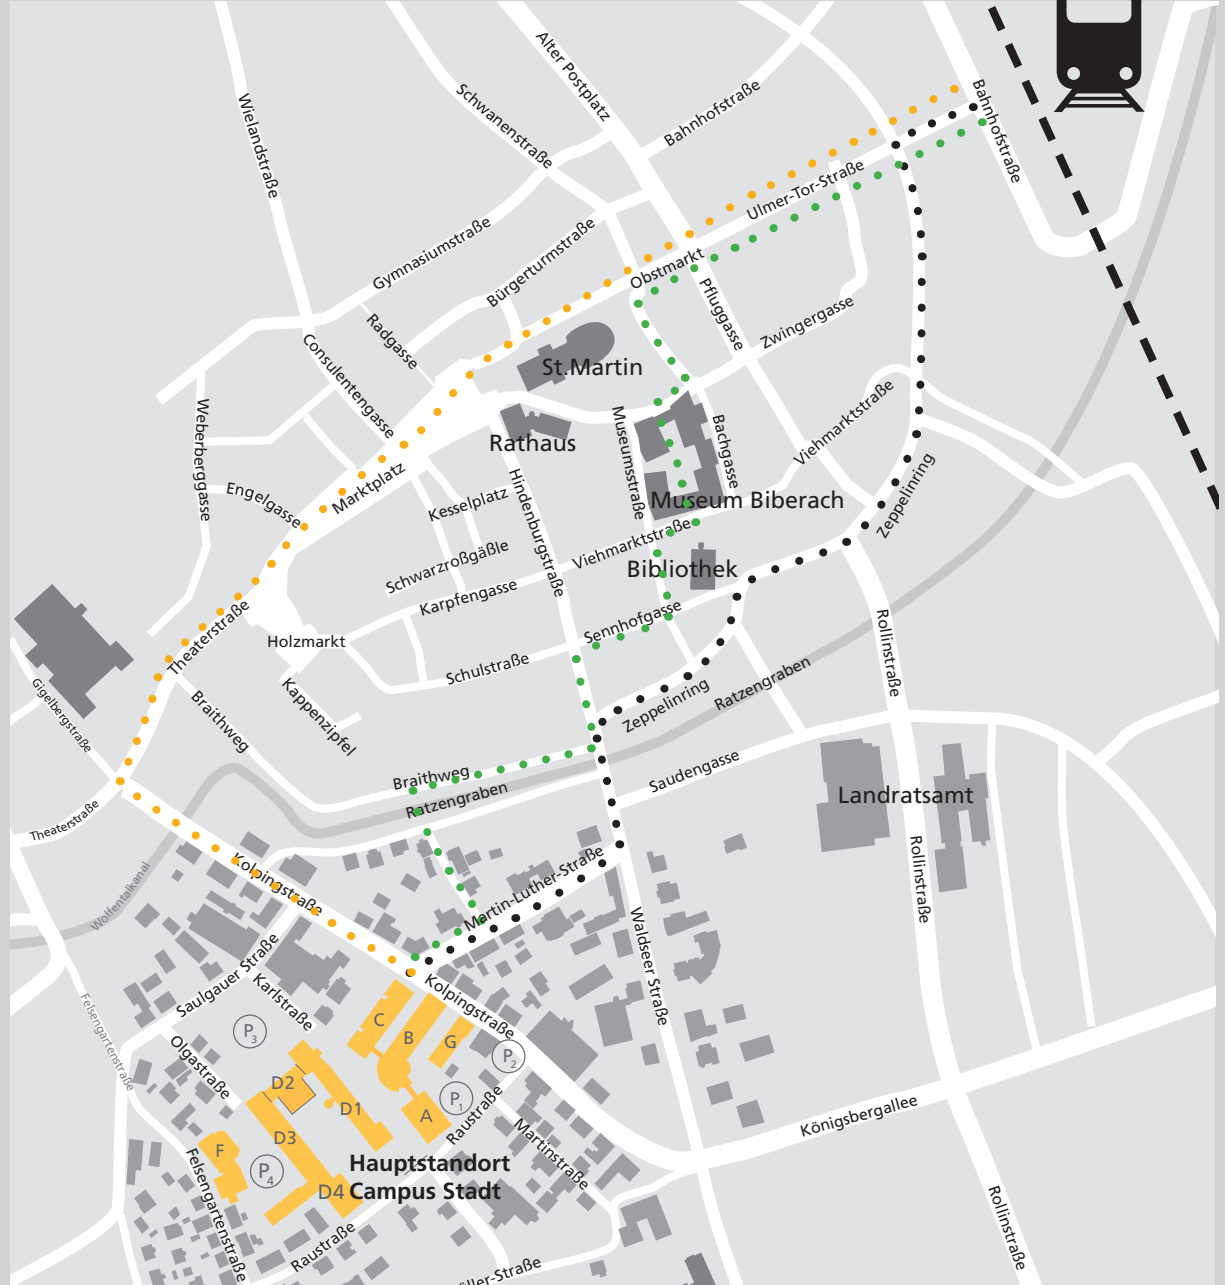 Alter Postplatz
Schwanenstraße
Bahnhofstraße
Bahnhofstraße
Wielandstraße
Ulmer-Tor-Straße
Gymnasiumstraße
Bürgerturmstraße
Obstmarkt
Pfluggasse
Zwingergasse
Radgasse
Consulentengasse
St.Martin
Rathaus
Museumsstraße
Bachgasse
Viehmarktstraße
Weberberggasse
Engelgasse
Marktplatz
Kesselplatz
Hindenburgstraße
Museum Biberach
Zeppelinring
Schwarzroßgäßle
Viehmarktstraße
Bibliothek
Karpfengasse
Sennhofgasse
Theaterstraße
Holzmarkt
Schulstraße
Rollinstraße
Gigelbergstraße
Braithweg
Kappenzipfel
Zeppelinring
Ratzengraben
Braithweg
Ratzengraben
Saudengasse
Landratsamt
Theaterstraße
Kolpingstraße
Wolfentalkanal
Martin-Luther-Straße
Rollinstraße
Waldseer Straße
Saulgauer Straße
Karlstraße
Kolpingstraße
Felsengartenstraße
Olgastraße
P3
C
B
G
P2
D2
D1
A
P1
Raustraße
Martinstraße
Königsbergallee
D3
F
P4
D4
Hauptstandort
Campus Stadt
Felsengartenstraße
Raustraße
üller-Straße
Rollinstraße